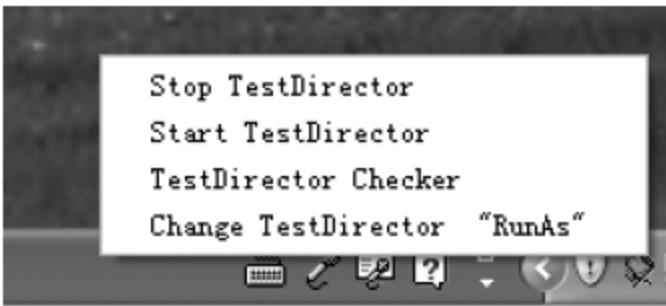 Stop TestDirector
Start TestDirector
TestDirector Checker
Change TestDirector "RunAs"